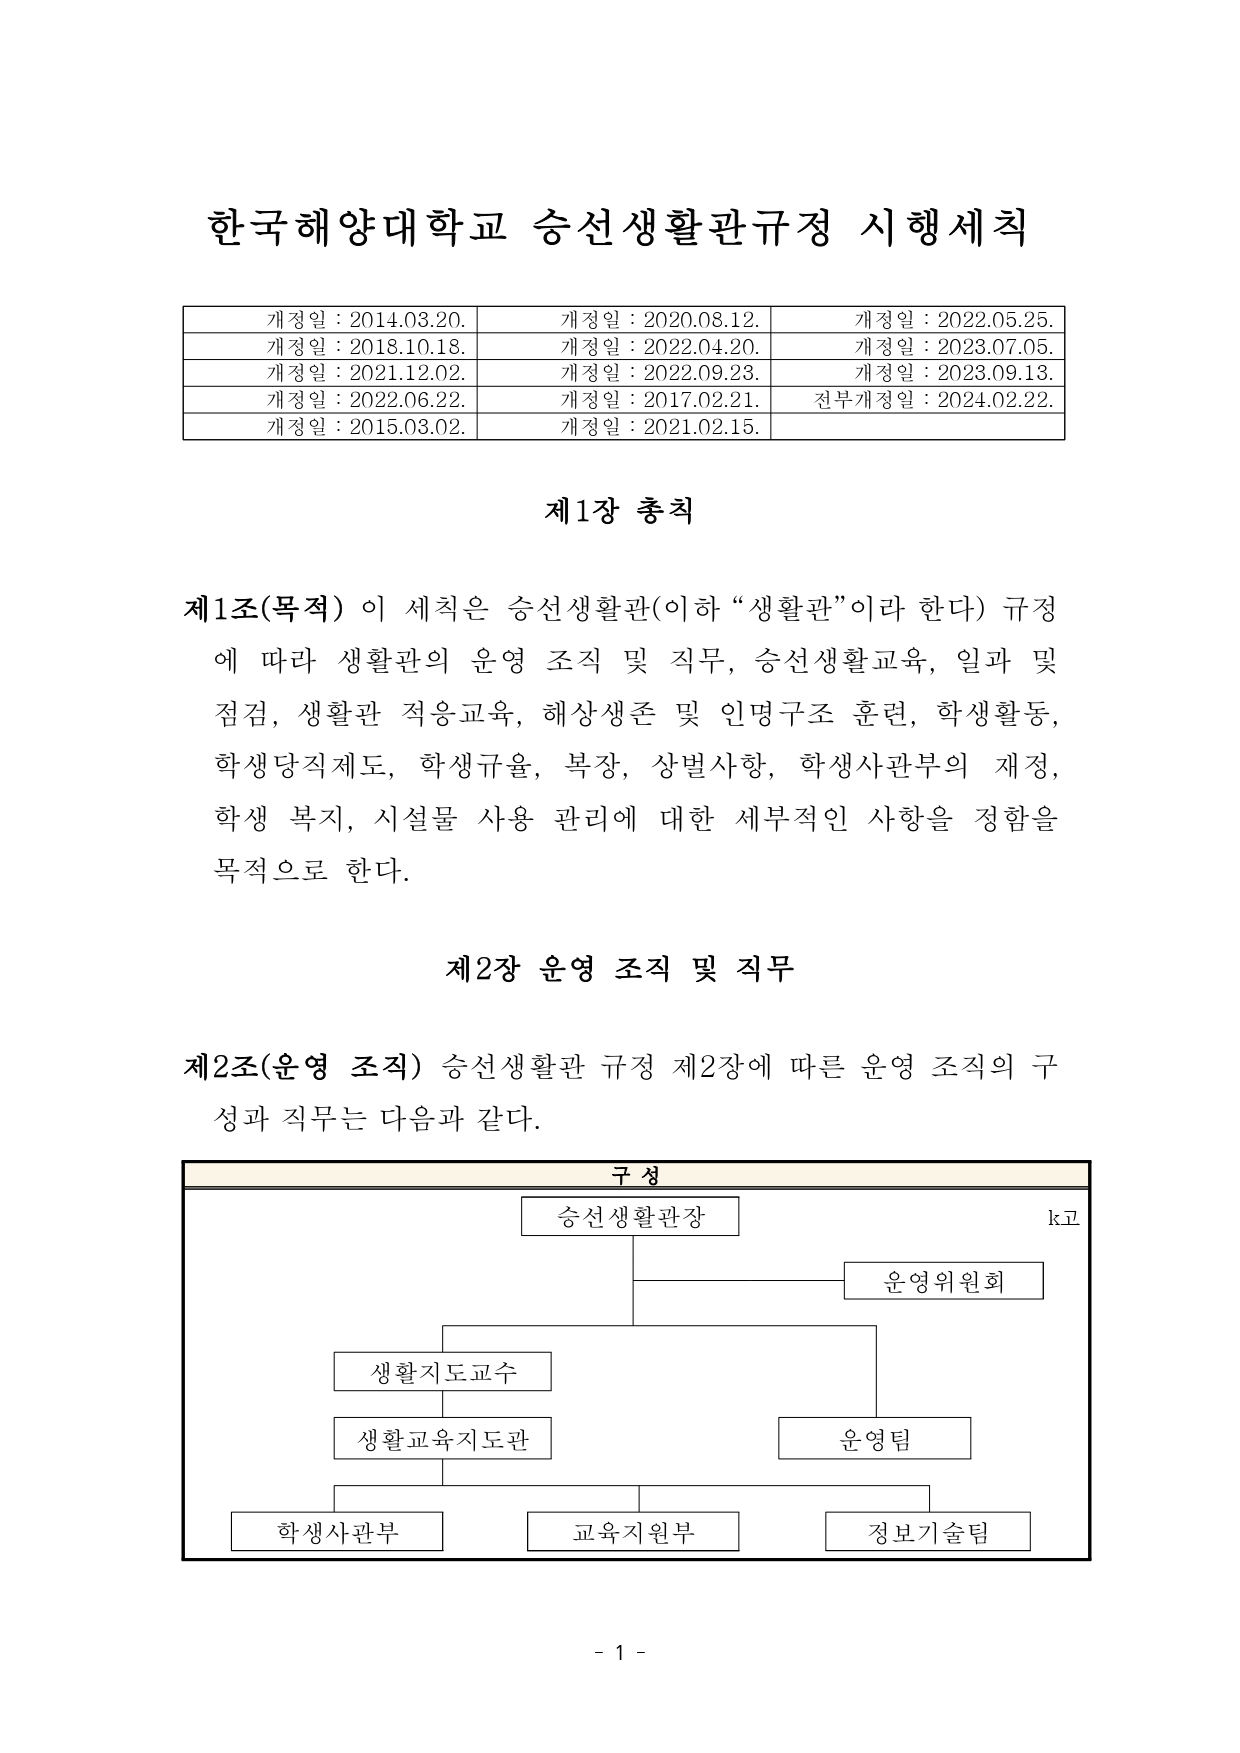 한국해양대학교 승선생활관규정 시행세칙
개정일 : 2014.03.20. 개정일 : 2020.08.12. 개정일 : 2022.05.25.
개정일 : 2018.10.18. 개정일 : 2022.04.20. 개정일 : 2023.07.05.
개정일 : 2021.12.02. 개정일 : 2022.09.23. 개정일 : 2023.09.13.
개정일 : 2022.06.22. 개정일 : 2017.02.21. 전부개정일 : 2024.02.22.
개정일 : 2015.03.02. 개정일 : 2021.02.15.
제1장 총칙
제1조(목적) 이 세칙은 승선생활관(이하 “생활관”이라 한다) 규정
에 따라 생활관의 운영 조직 및 직무, 승선생활교육, 일과 및
점검, 생활관 적응교육, 해상생존 및 인명구조 훈련, 학생활동,
학생당직제도, 학생규율, 복장, 상벌사항, 학생사관부의 재정,
학생 복지, 시설물 사용 관리에 대한 세부적인 사항을 정함을
목적으로 한다.
제2장 운영 조직 및 직무
제2조(운영 조직) 승선생활관 규정 제2장에 따른 운영 조직의 구
성과 직무는 다음과 같다.
구 성
승선생활관장 k고
운영위원회
생활지도교수
생활교육지도관 운영팀
학생사관부 교육지원부 정보기술팀
- 1 -